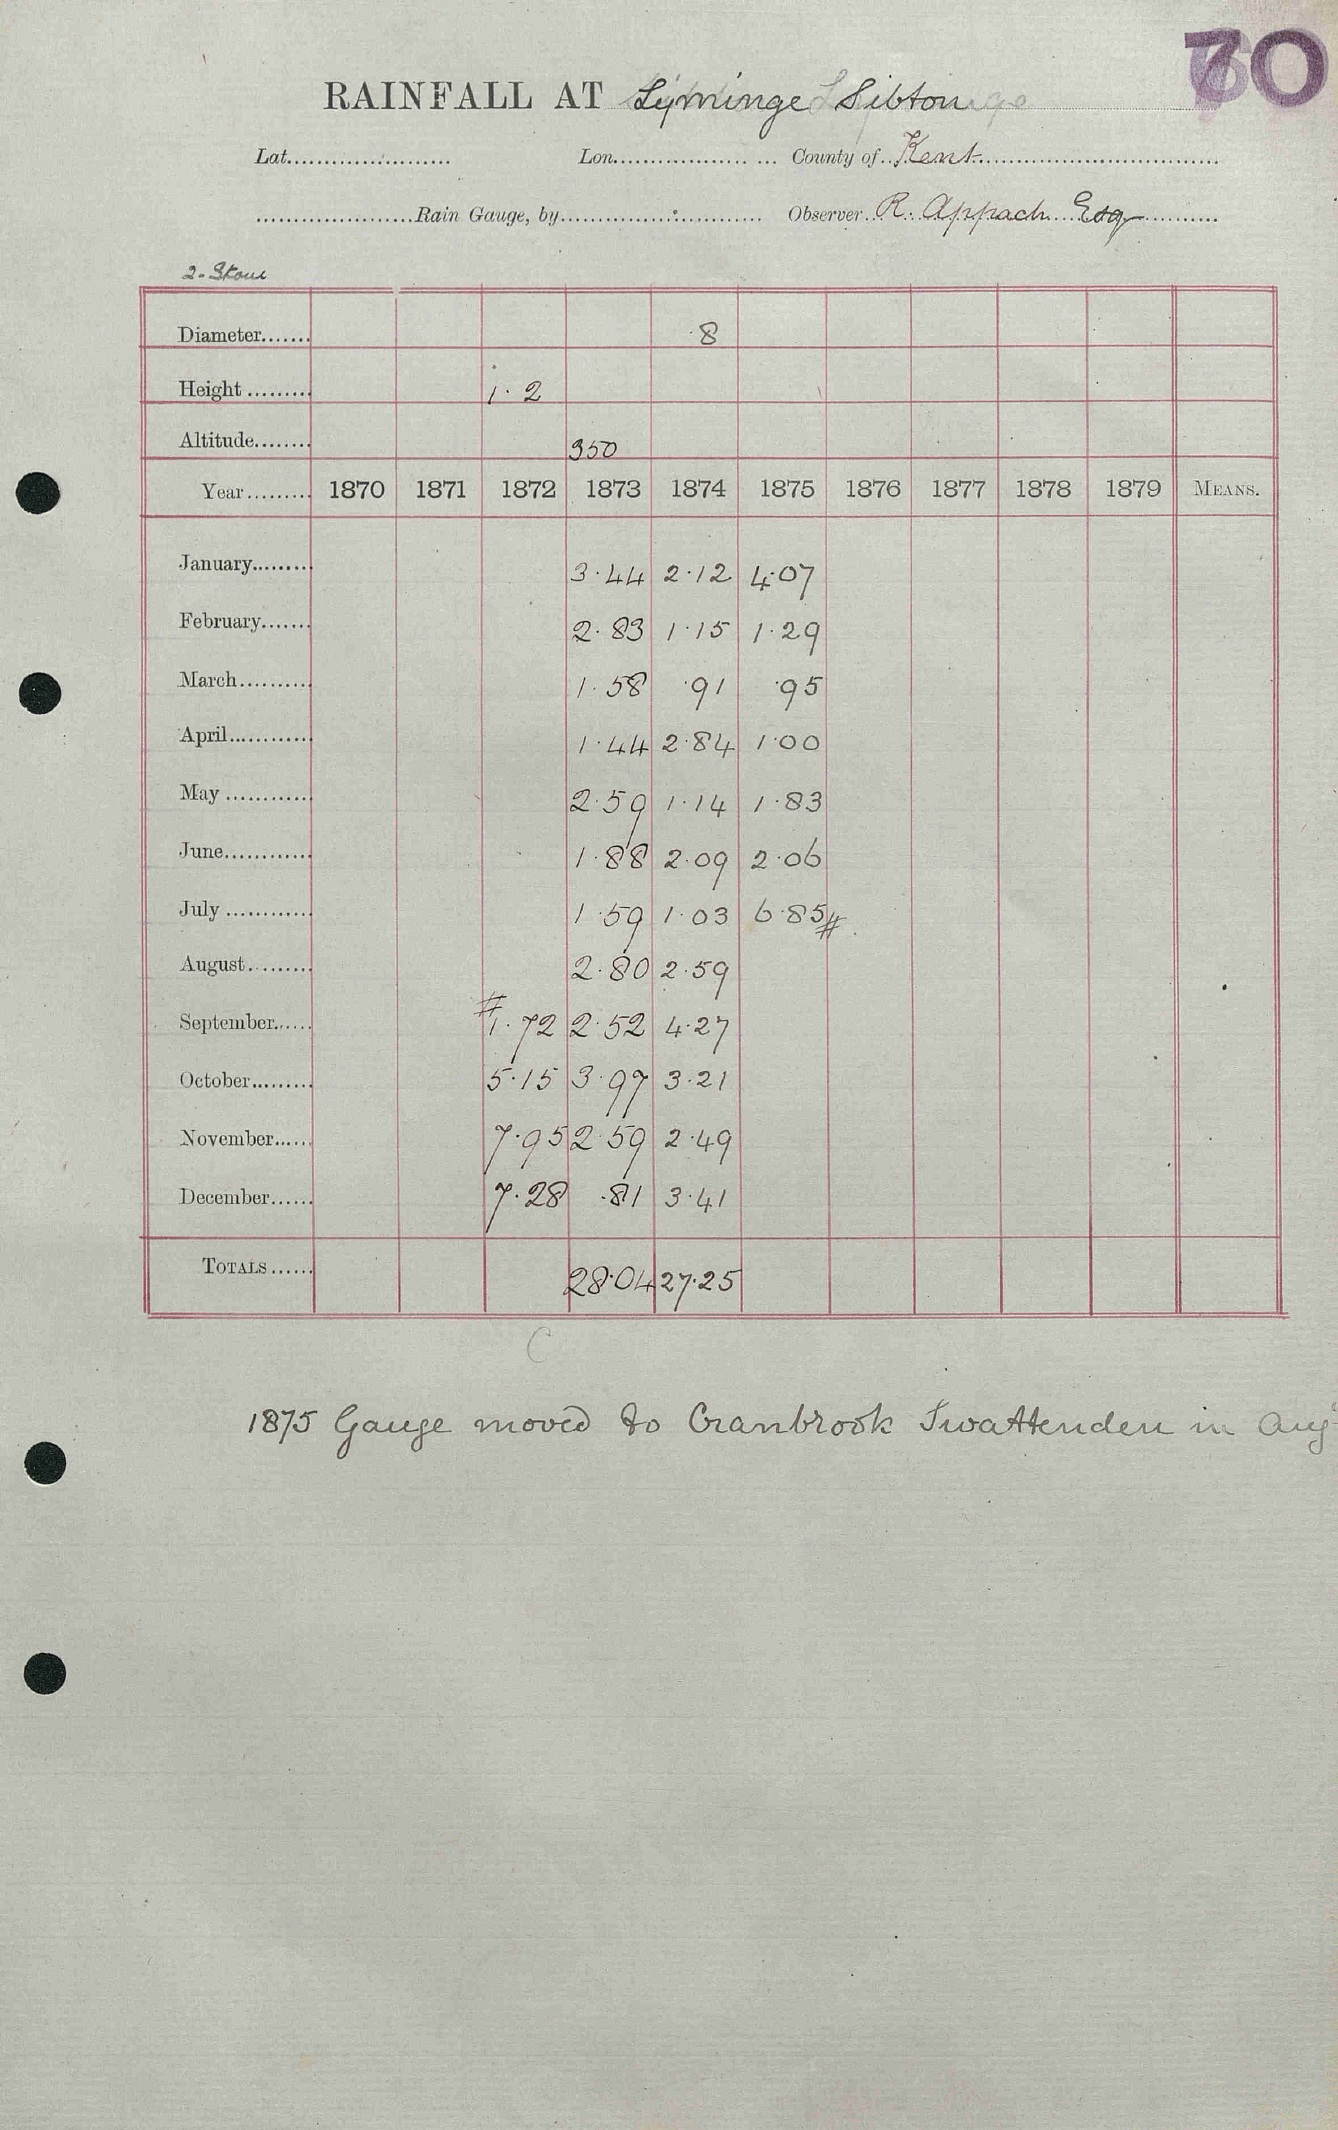 70
RAINFALL AT Lyminge Sibton
Lat........................ Lon..................... ... County of Kent
........................Rain Gauge, by.............................. Observer R. Appach Esq
2-Stour
Diameter....... 8
Height......... 1.2
Altitude........ 350
Year......... 1870 1871 1872 1873 1874 1875 1876 1877 1878 1879 MEANS.
January......... 3.44 2.12 4.07
February....... 2.83 1.15 1.29
March.......... 1.58 .91 .95
April............ 1.44 2.84 1.00
May............ 2.59 1.14 1.83
June............ 1.88 2.09 2.06
July............ 1.59 1.03 6.85#
August......... 2.80 2.59
September...... #1.72 2.52 4.27
October......... 5.15 3.97 3.21
November...... 7.95 2.59 2.49
December...... 7.28 .81 3.41
TOTALS...... 28.04 27.25
C
1875 Gauge moved to Cranbrook Swattenden in Aug